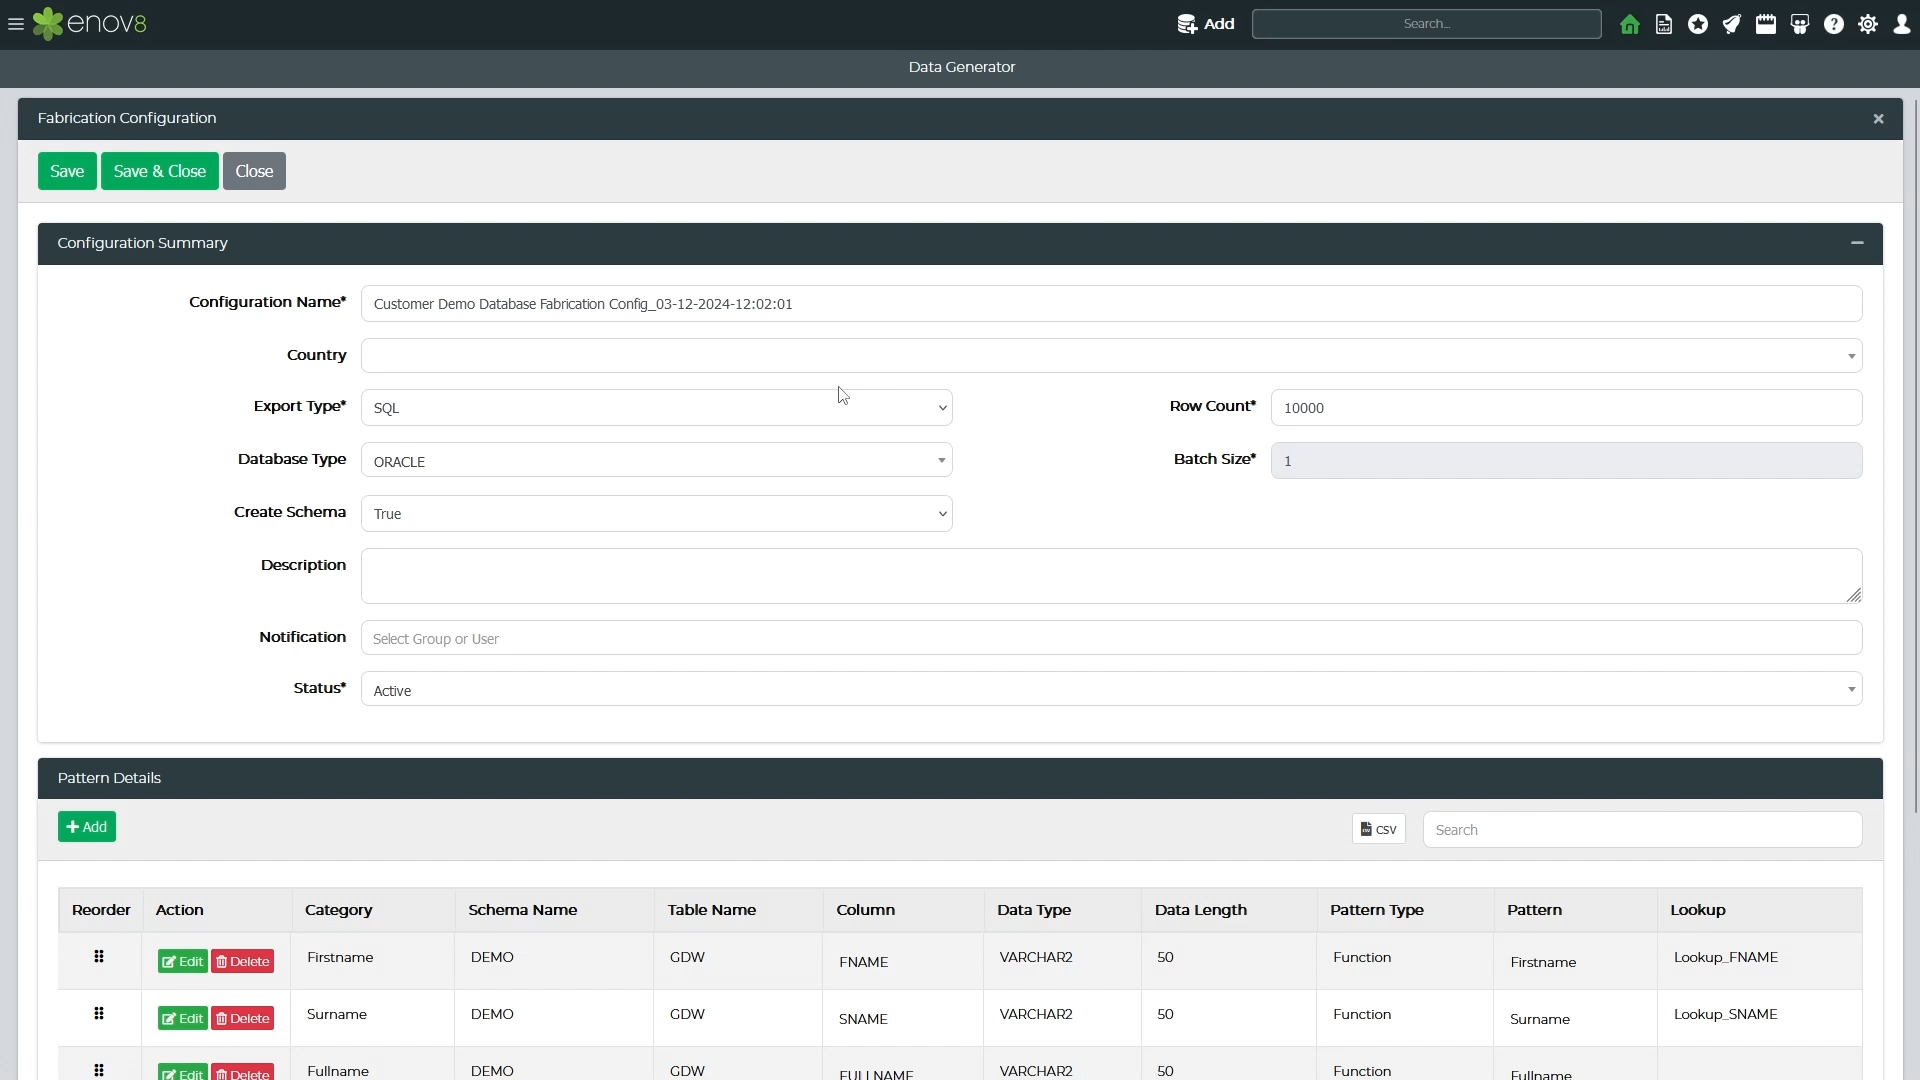 enov8
Add
Search...
Data Generator
Fabrication Configuration
Save
Save & Close
Close
Configuration Summary
Configuration Name*
Customer Demo Database Fabrication Config_03-12-2024-12:02:01
Country
Export Type*
SQL
Row Count*
10000
Database Type
ORACLE
Batch Size*
1
Create Schema
True
Description
Notification
Select Group or User
Status*
Active
Pattern Details
Add
CSV
Search
Reorder Action Category Schema Name Table Name Column Data Type Data Length Pattern Type Pattern Lookup
Edit Delete Firstname DEMO GDW FNAME VARCHAR2 50 Function Firstname Lookup_FNAME
Edit Delete Surname DEMO GDW SNAME VARCHAR2 50 Function Surname Lookup_SNAME
Edit Delete Fullname DEMO GDW FULLNAME VARCHAR2 50 Function Fullname